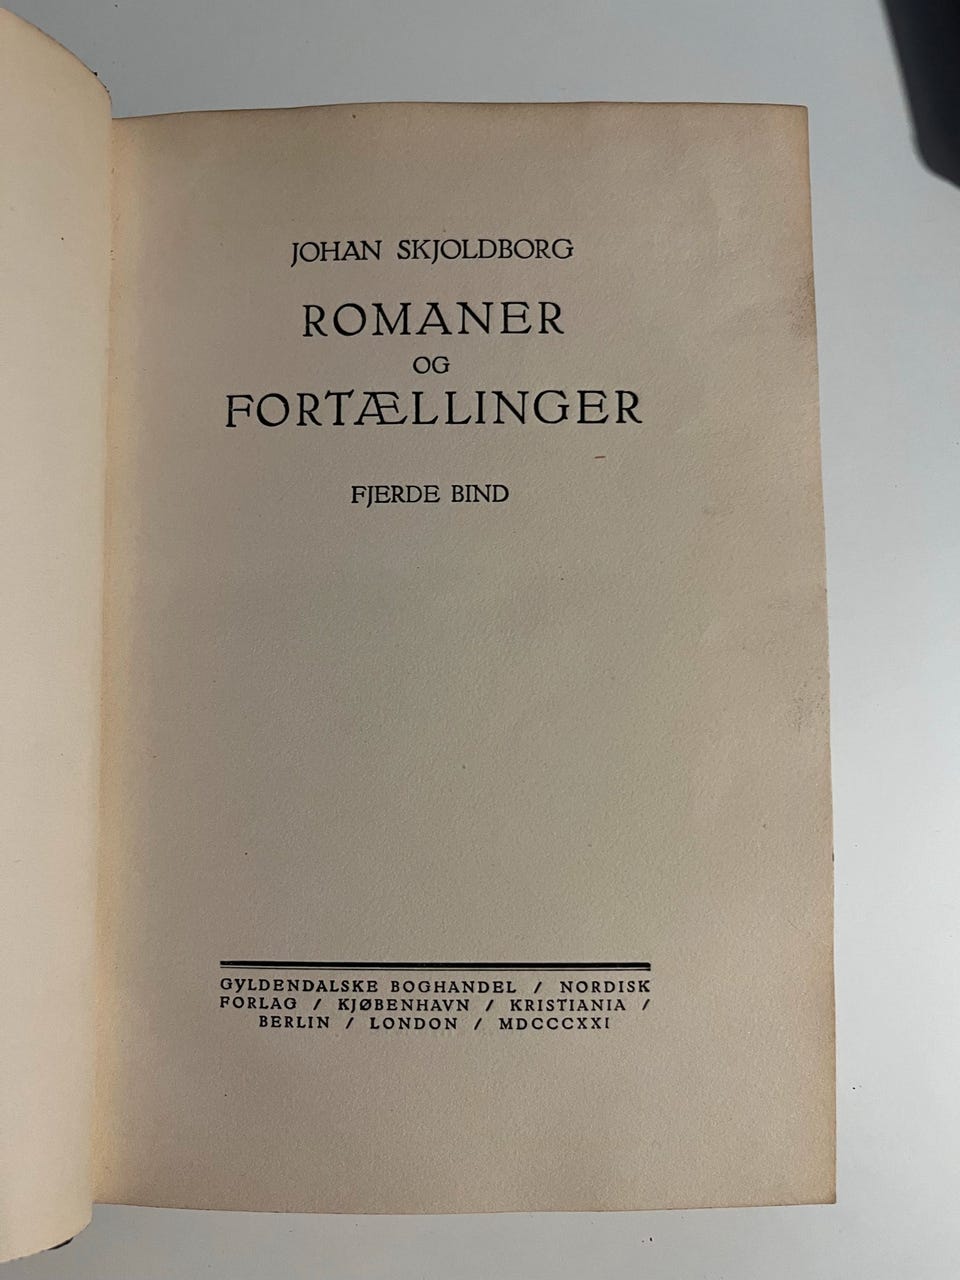 JOHAN SKJOLDBORG
ROMANER
OG
FORTÆLLINGER
FJERDE BIND
GYLDENDALSKE BOGHANDEL / NORDISK
FORLAG / KJØBENHAVN / KRISTIANIA /
BERLIN / LONDON / MDCCCXXI